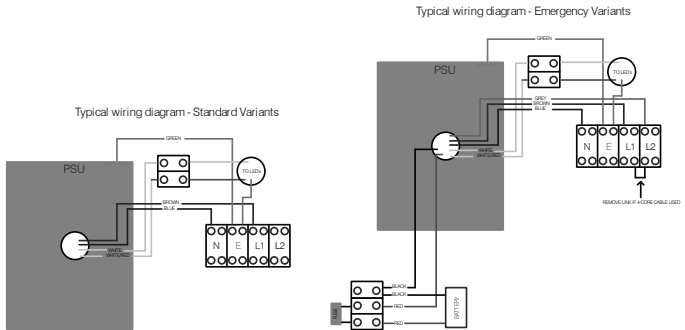 Typical wiring diagram - Emergency Variants
GREEN
PSU
TO LEDs
GREY
BROWN
BLUE
WHITE
WHITE/RED
N E L1 L2
REMOVE LINK IF 4-CORE CABLE USED
BLACK
BLACK
RED
RED
FUSE
BATTERY
Typical wiring diagram - Standard Variants
GREEN
PSU
TO LEDs
BROWN
BLUE
WHITE
WHITE/RED
N E L1 L2